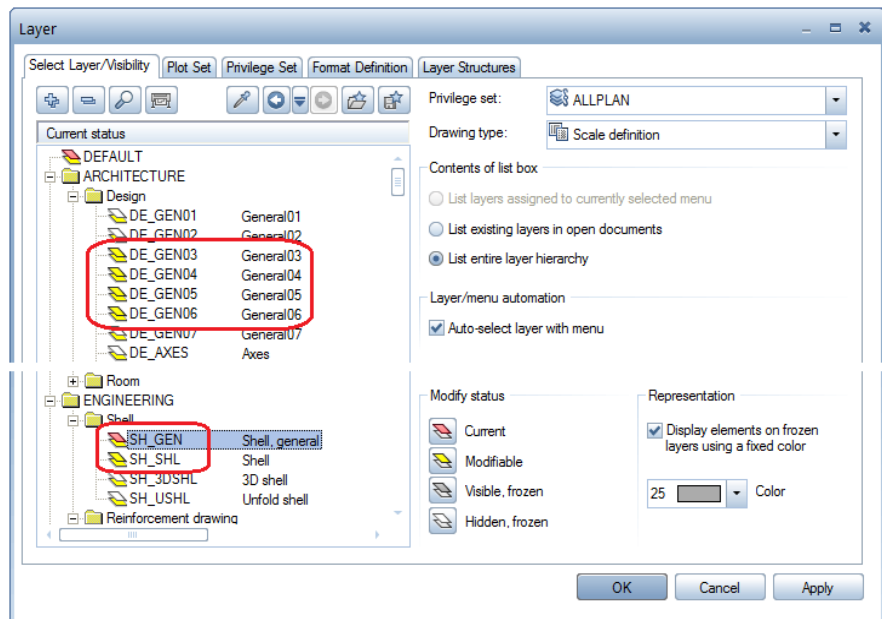 Layer
Select Layer/Visibility Plot Set Privilege Set Format Definition Layer Structures
Current status
DEFAULT
ARCHITECTURE
Design
DE_GEN01 General01
DE_GEN02 General02
DE_GEN03 General03
DE_GEN04 General04
DE_GEN05 General05
DE_GEN06 General06
DE_GEN07 General07
DE_AXES Axes
Room
ENGINEERING
Shell
SH_GEN Shell, general
SH_SHL Shell
SH_3DSHL 3D shell
SH_USHL Unfold shell
Reinforcement drawing
Privilege set: ALLPLAN
Drawing type: Scale definition
Contents of list box
List layers assigned to currently selected menu
List existing layers in open documents
List entire layer hierarchy
Layer/menu automation
Auto-select layer with menu
Modify status
Current
Modifiable
Visible, frozen
Hidden, frozen
Representation
Display elements on frozen
layers using a fixed color
25 Color
OK Cancel Apply